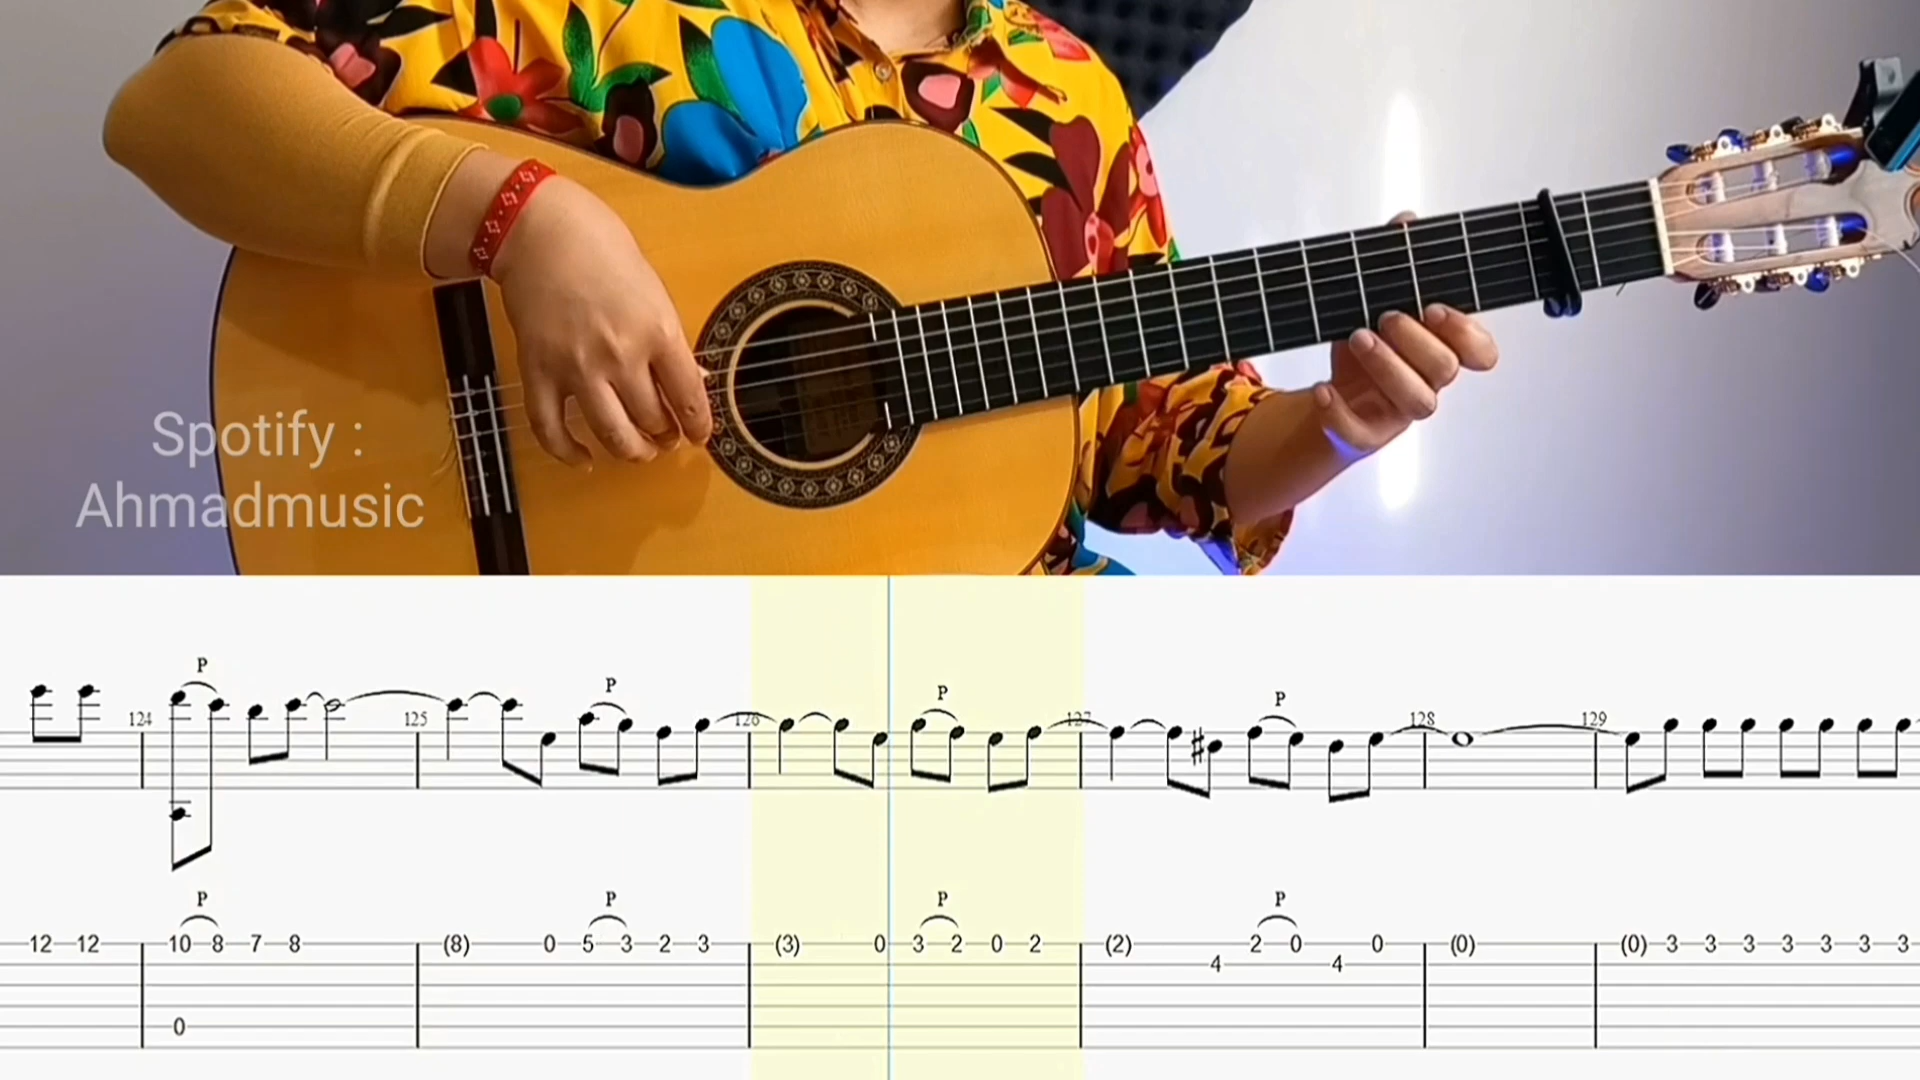 Spotify :
Ahmadmusic
P P P P
124 125 126 127 128 129
P P P P
12 12 10 8 7 8 (8) 0 5 3 2 3 (3) 0 3 2 0 2 (2) 2 0 0 (0) (0) 3 3 3 3 3 3 3
4 4
0